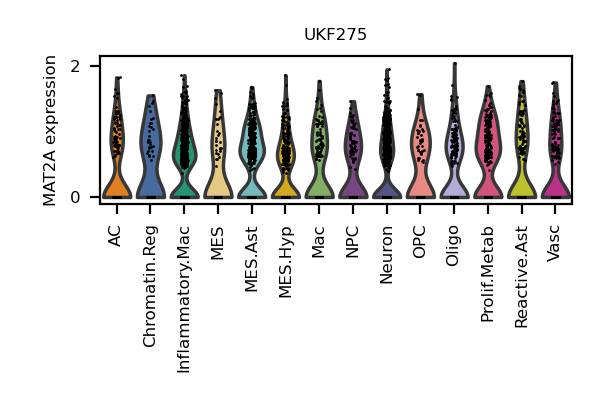 UKF275
MAT2A expression
2
0
AC
Chromatin.Reg
Inflammatory.Mac
MES
MES.Ast
MES.Hyp
Mac
NPC
Neuron
OPC
Oligo
Prolif.Metab
Reactive.Ast
Vasc